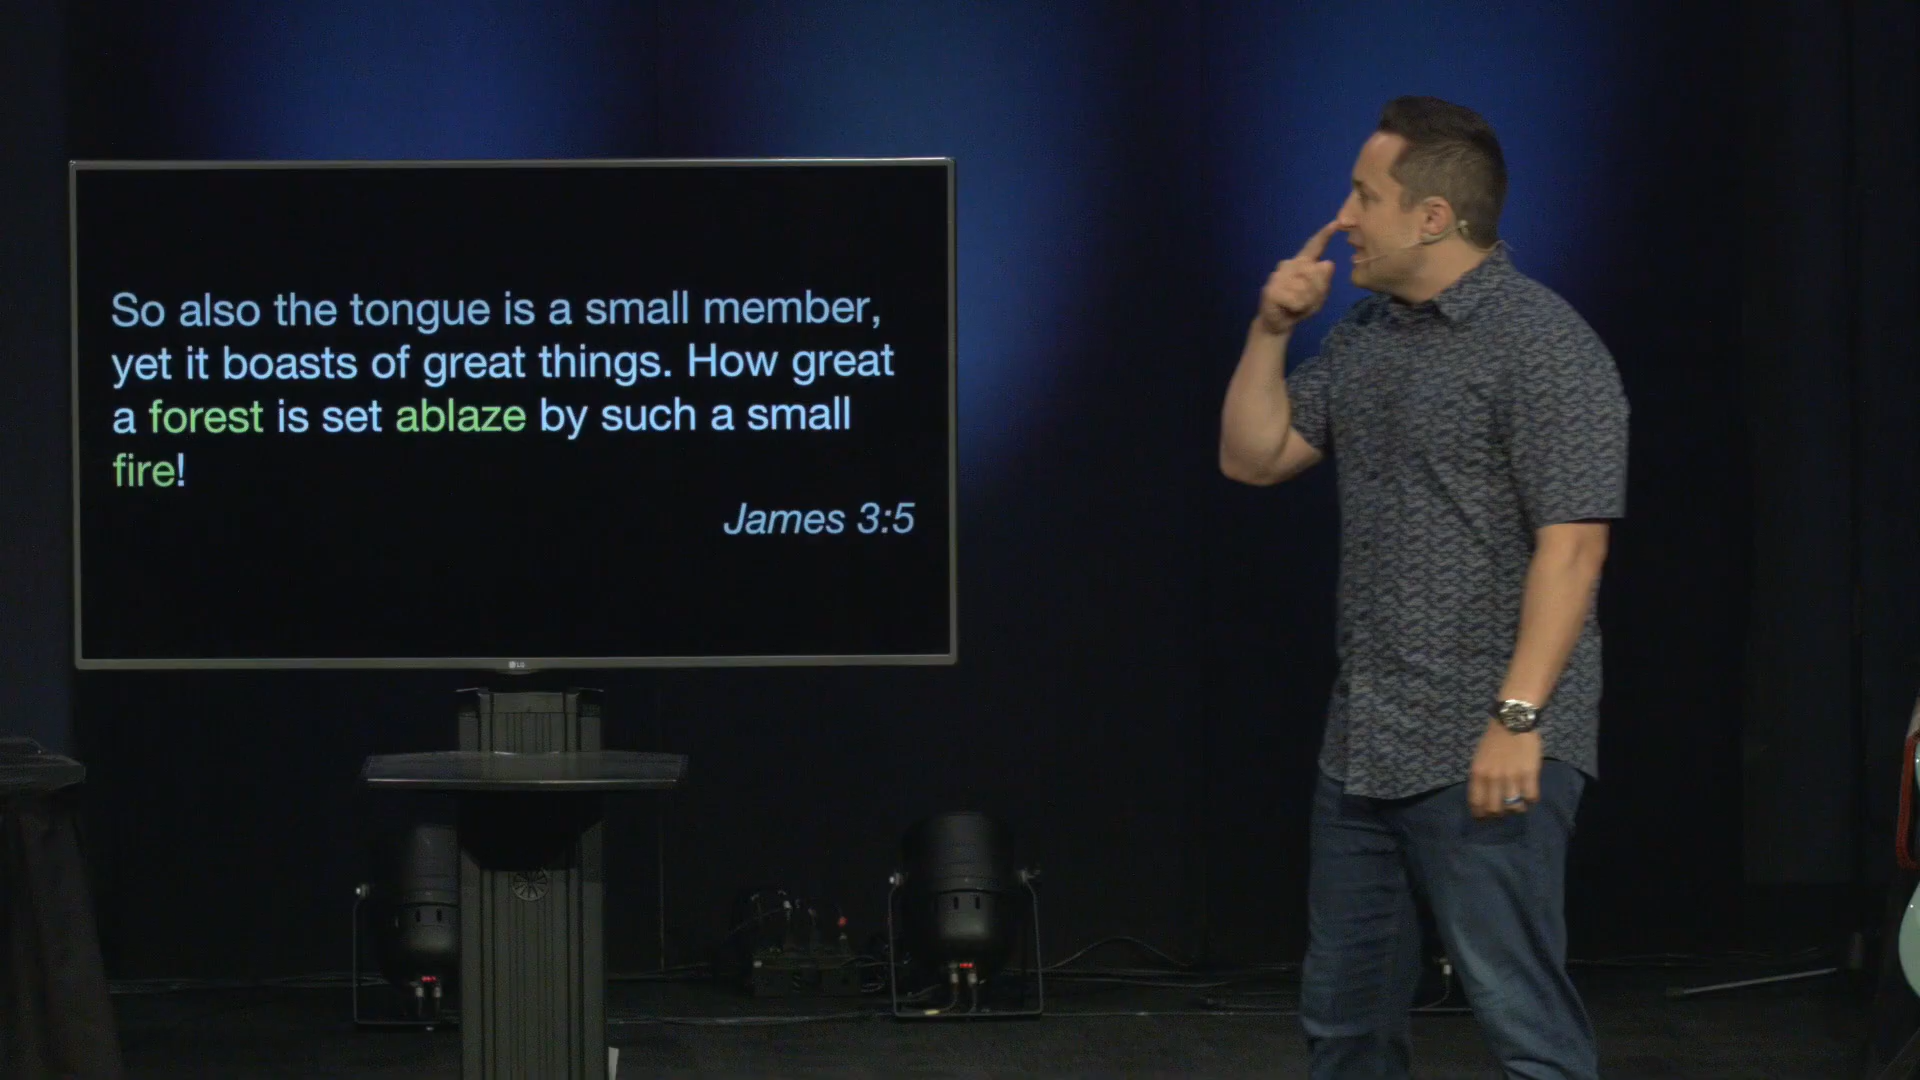 So also the tongue is a small member,
yet it boasts of great things. How great
a forest is set ablaze by such a small
fire!
James 3:5
LG